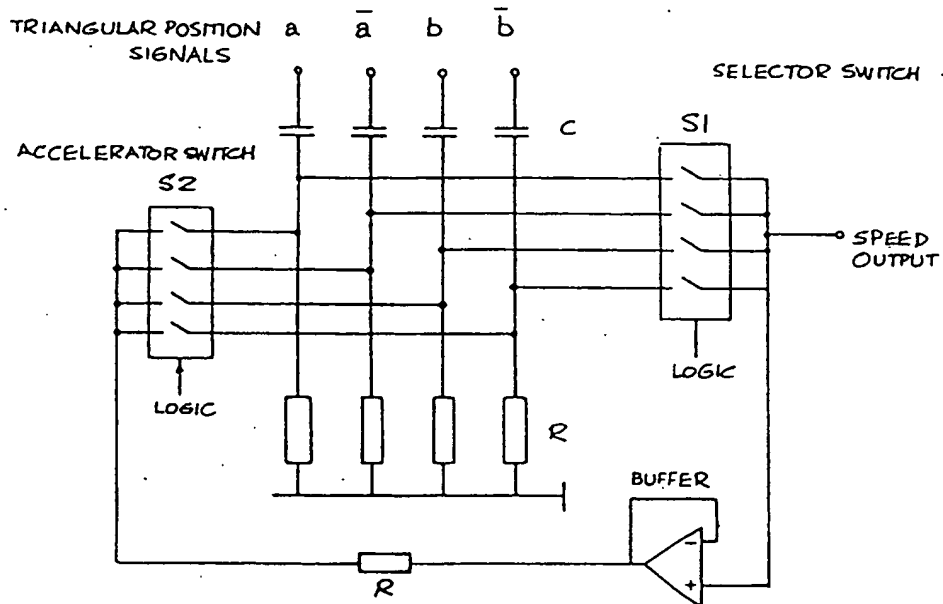 TRIANGULAR POSITION
SIGNALS
a
a̅
b
b̅
SELECTOR SWITCH
C
S1
ACCELERATOR SWITCH
S2
SPEED
OUTPUT
LOGIC
LOGIC
R
BUFFER
-
+
R